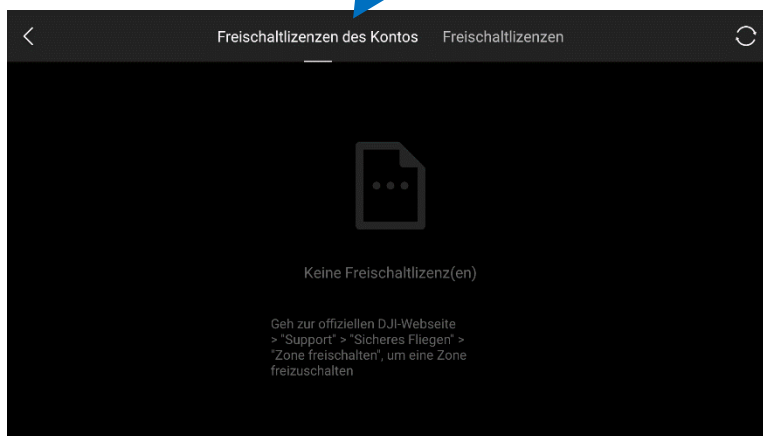 Freischaltlizenzen des Kontos Freischaltlizenzen
Keine Freischaltlizenz(en)
Geh zur offiziellen DJI-Webseite
> "Support" > "Sicheres Fliegen" >
"Zone freischalten", um eine Zone
freizuschalten